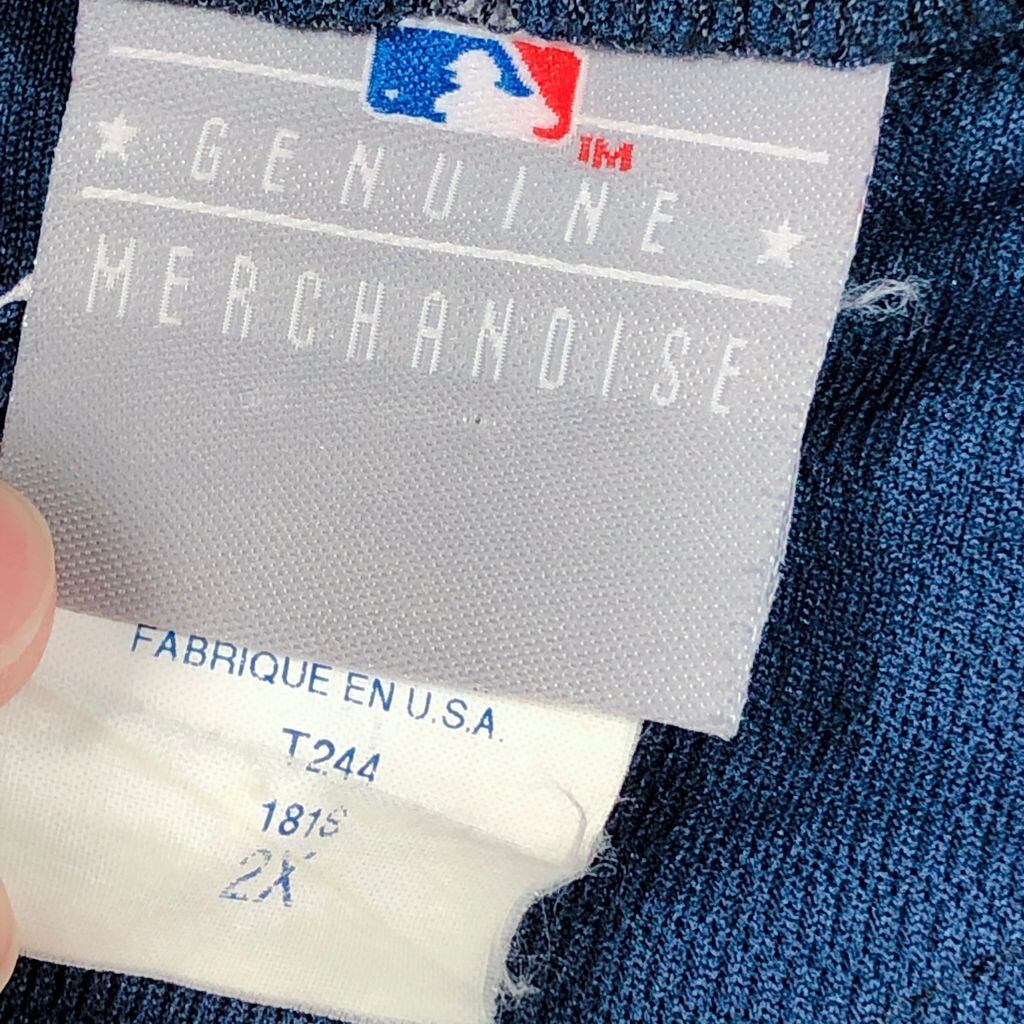 TM
GENUINE
MERCHANDISE
FABRIQUE EN U.S.A.
T244
1818
2X